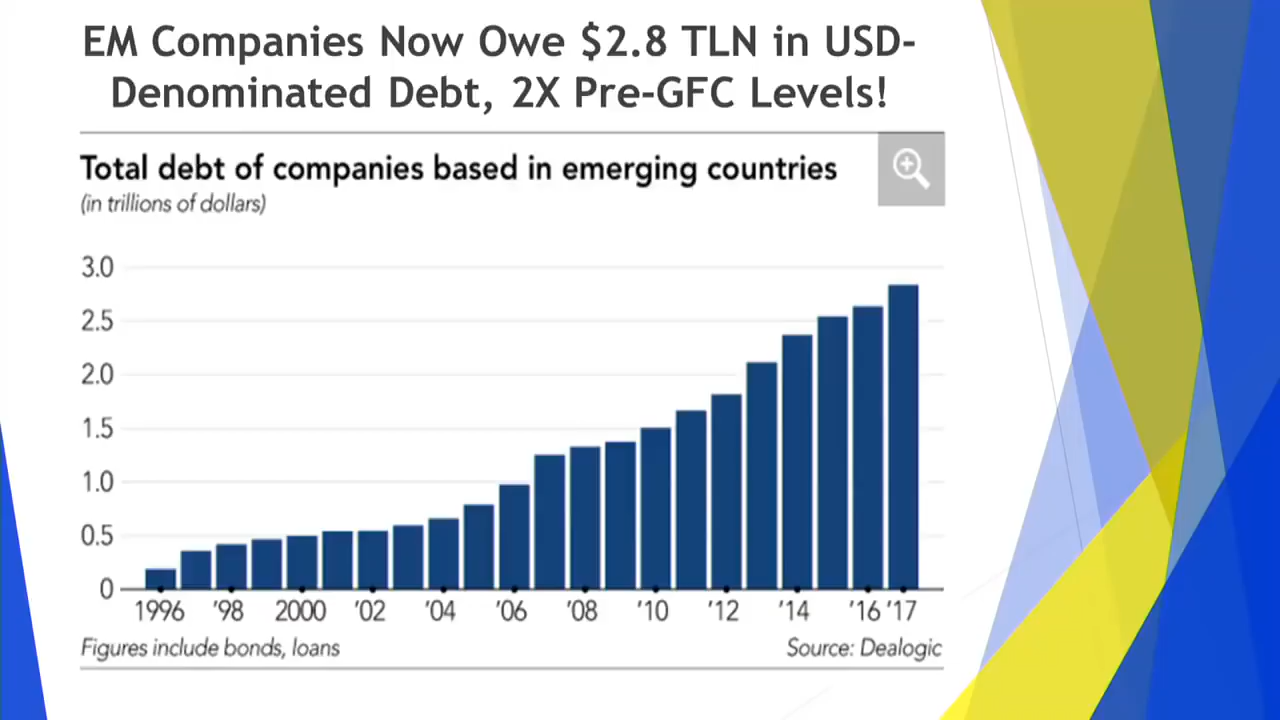 EM Companies Now Owe $2.8 TLN in USD-
Denominated Debt, 2X Pre-GFC Levels!
Total debt of companies based in emerging countries
(in trillions of dollars)
3.0
2.5
2.0
1.5
1.0
0.5
0
1996 '98 2000 '02 '04 '06 '08 '10 '12 '14 '16 '17
Figures include bonds, loans
Source: Dealogic